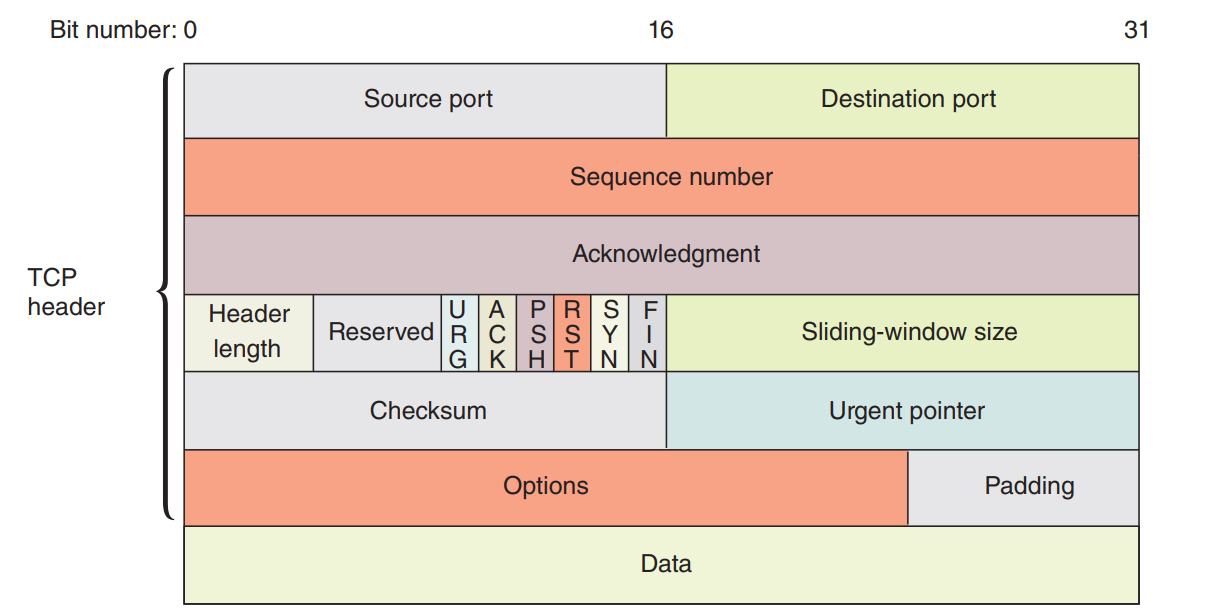 Bit number: 0 16 31
Source port Destination port
Sequence number
Acknowledgment
TCP
header
Header
length
Reserved
URG
ACK
PSH
RST
SYN
FIN
Sliding-window size
Checksum Urgent pointer
Options Padding
Data